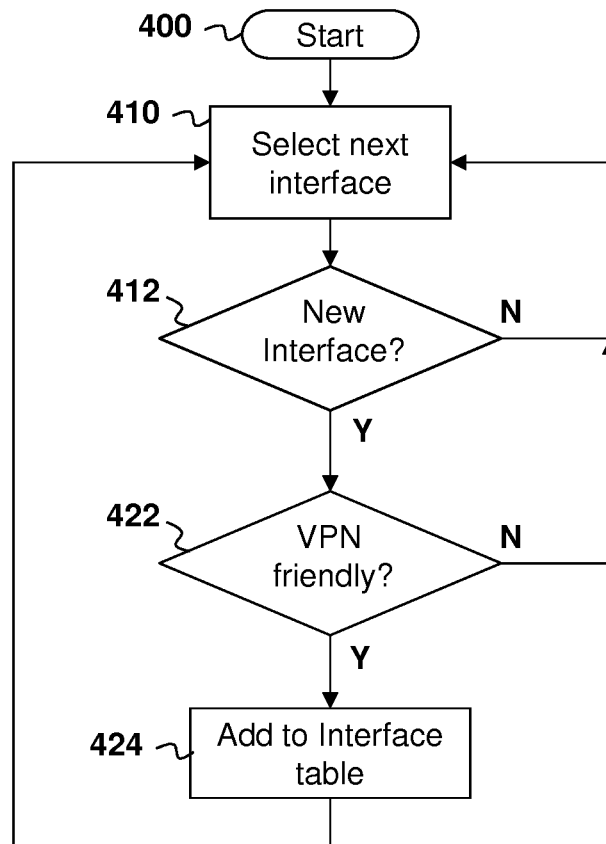 400
Start
410
Select next
interface
412
New
Interface?
N
Y
422
VPN
friendly?
N
Y
424
Add to Interface
table